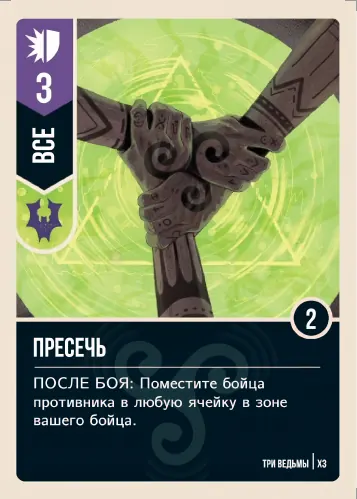 3
ВСЕ
2
ПРЕСЕЧЬ
ПОСЛЕ БОЯ: Поместите бойца
противника в любую ячейку в зоне
вашего бойца.
ТРИ ВЕДЬМЫ | X3